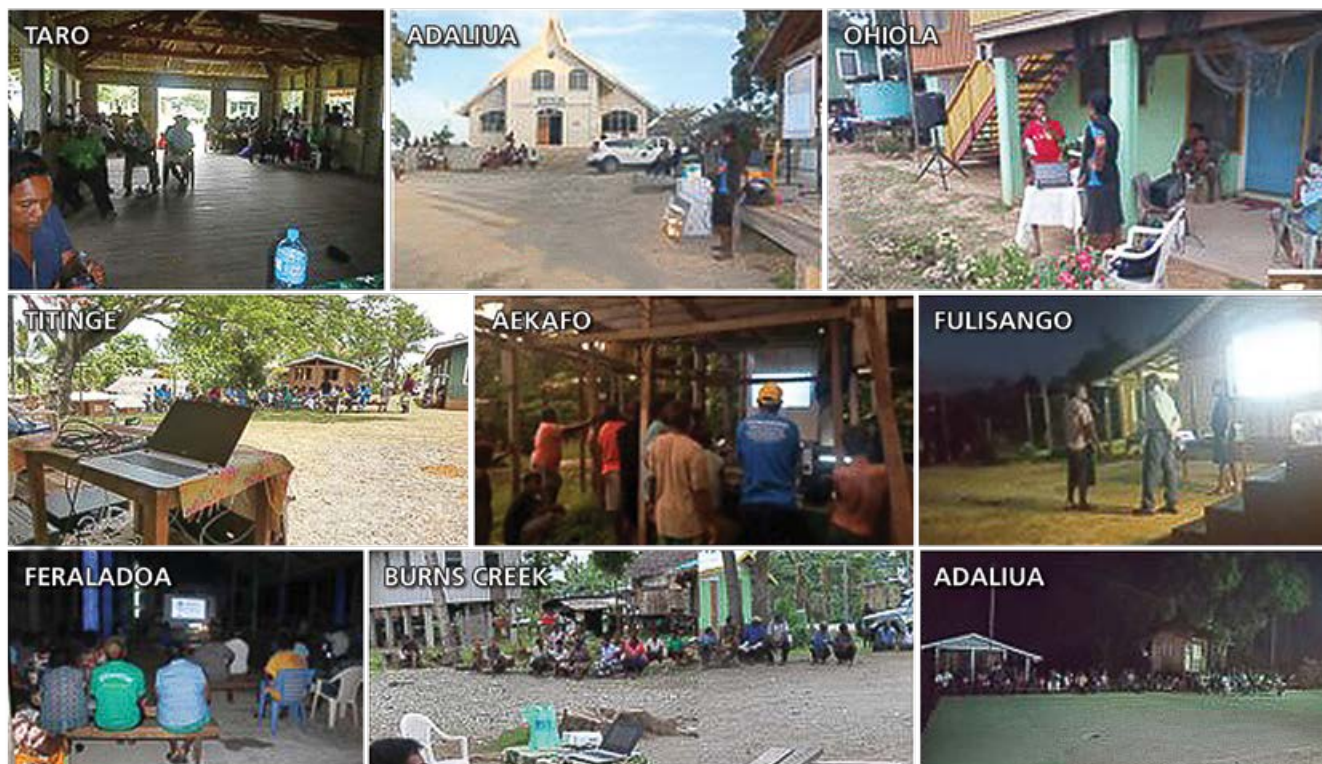 TARO
ADALIUA
OHIOLA
TITINGE
AEKAFO
FULISANGO
FERALADOA
BURNS CREEK
ADALIUA